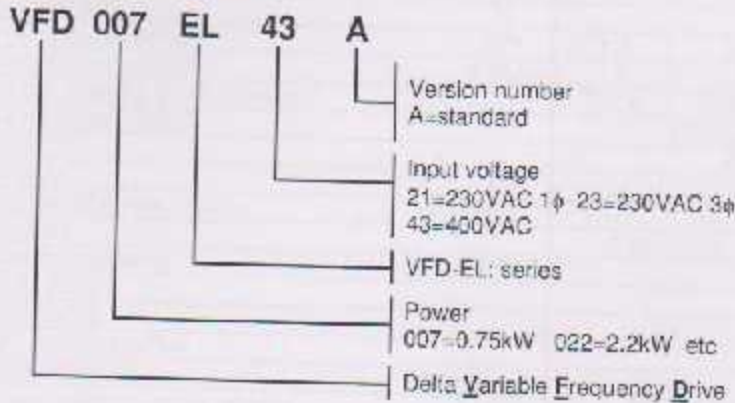 VFD 007 EL 43 A
Version number
A=standard
Input voltage
21=230VAC 1ϕ 23=230VAC 3ϕ
43=400VAC
VFD-EL: series
Power
007=0.75kW 022=2.2kW etc
Delta Variable Frequency Drive